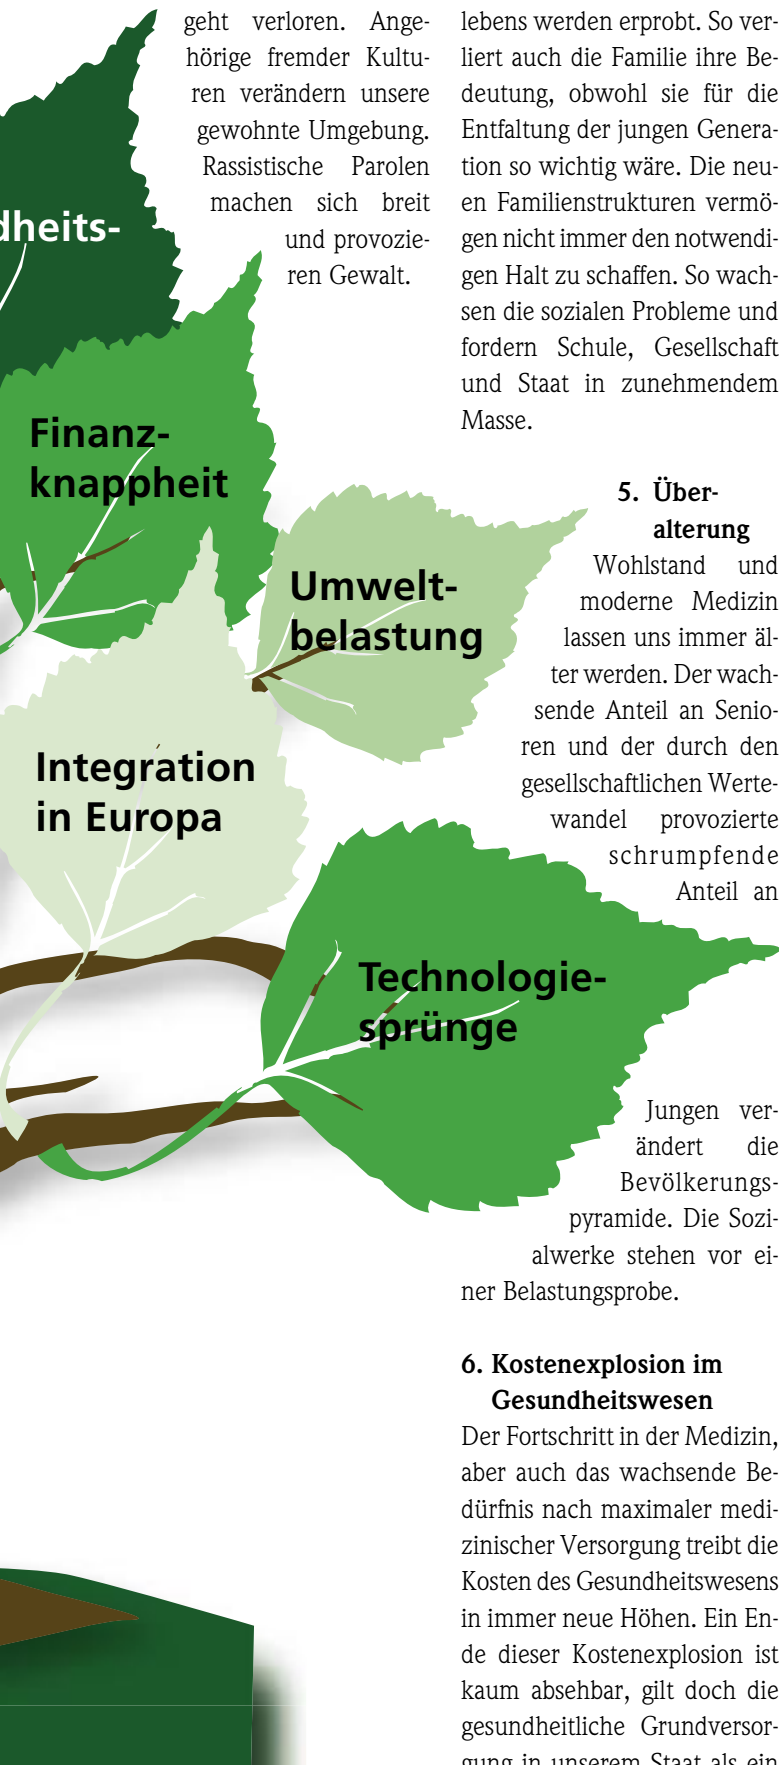 geht verloren. Ange-
hörige fremder Kultu-
ren verändern unsere
gewohnte Umgebung.
Rassistische Parolen
machen sich breit
und provozie-
ren Gewalt.
dheits-
Finanz-
knappheit
Umwelt-
belastung
Integration
in Europa
Technologie-
sprünge
lebens werden erprobt. So ver-
liert auch die Familie ihre Be-
deutung, obwohl sie für die
Entfaltung der jungen Genera-
tion so wichtig wäre. Die neu-
en Familienstrukturen vermö-
gen nicht immer den notwendi-
gen Halt zu schaffen. So wach-
sen die sozialen Probleme und
fordern Schule, Gesellschaft
und Staat in zunehmendem
Masse.
5. Über-
alterung
Wohlstand und
moderne Medizin
lassen uns immer äl-
ter werden. Der wach-
sende Anteil an Senio-
ren und der durch den
gesellschaftlichen Werte-
wandel provozierte
schrumpfende
Anteil an
Jungen ver-
ändert die
Bevölkerungs-
pyramide. Die Sozi-
alwerke stehen vor ei-
ner Belastungsprobe.
6. Kostenexplosion im
Gesundheitswesen
Der Fortschritt in der Medizin,
aber auch das wachsende Be-
dürfnis nach maximaler medi-
zinischer Versorgung treibt die
Kosten des Gesundheitswesens
in immer neue Höhen. Ein En-
de dieser Kostenexplosion ist
kaum absehbar, gilt doch die
gesundheitliche Grundversor-
gung in unserem Staat als ein